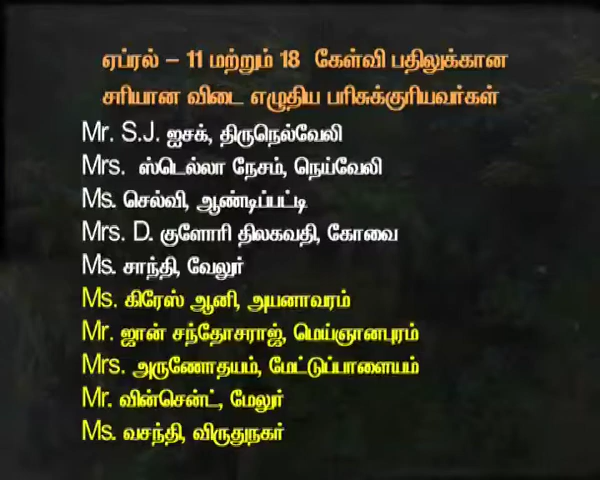 ஏப்ரல் – 11 மற்றும் 18 கேள்வி பதிலுக்கான
சரியான விடை எழுதிய பரிசுக்குரியவர்கள்
Mr. S.J. ஐசக், திருநெல்வேலி
Mrs. ஸ்டெல்லா நேசம், நெய்வேலி
Ms. செல்வி, ஆண்டிப்பட்டி
Mrs. D. குளோரி திலகவதி, கோவை
Ms. சாந்தி, வேலூர்
Ms. கிரேஸ் ஆனி, அயனாவரம்
Mr. ஜான் சந்தோசராஜ், மெய்ஞானபுரம்
Mrs. அருணோதயம், மேட்டுப்பாளையம்
Mr. வின்சென்ட், மேலூர்
Ms. வசந்தி, விருதுநகர்